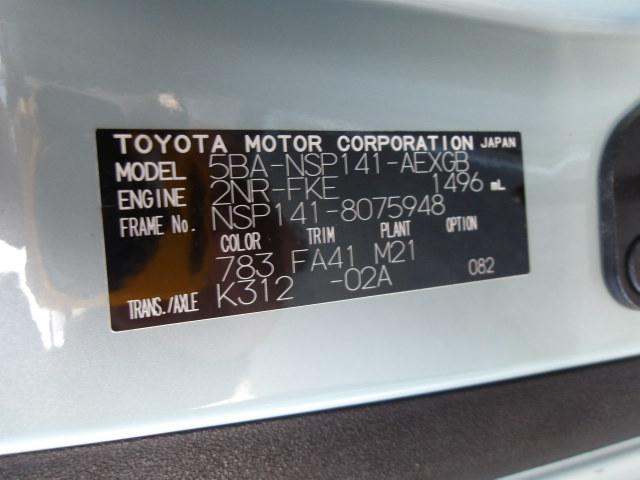 TOYOTA MOTOR CORPORATION JAPAN
MODEL 5BA-NSP141-AEXGB
ENGINE 2NR-FKE 1496 mL
FRAME No. NSP141-8075948
COLOR TRIM PLANT OPTION
783 FA41 M21 082
TRANS./AXLE K312 -02A